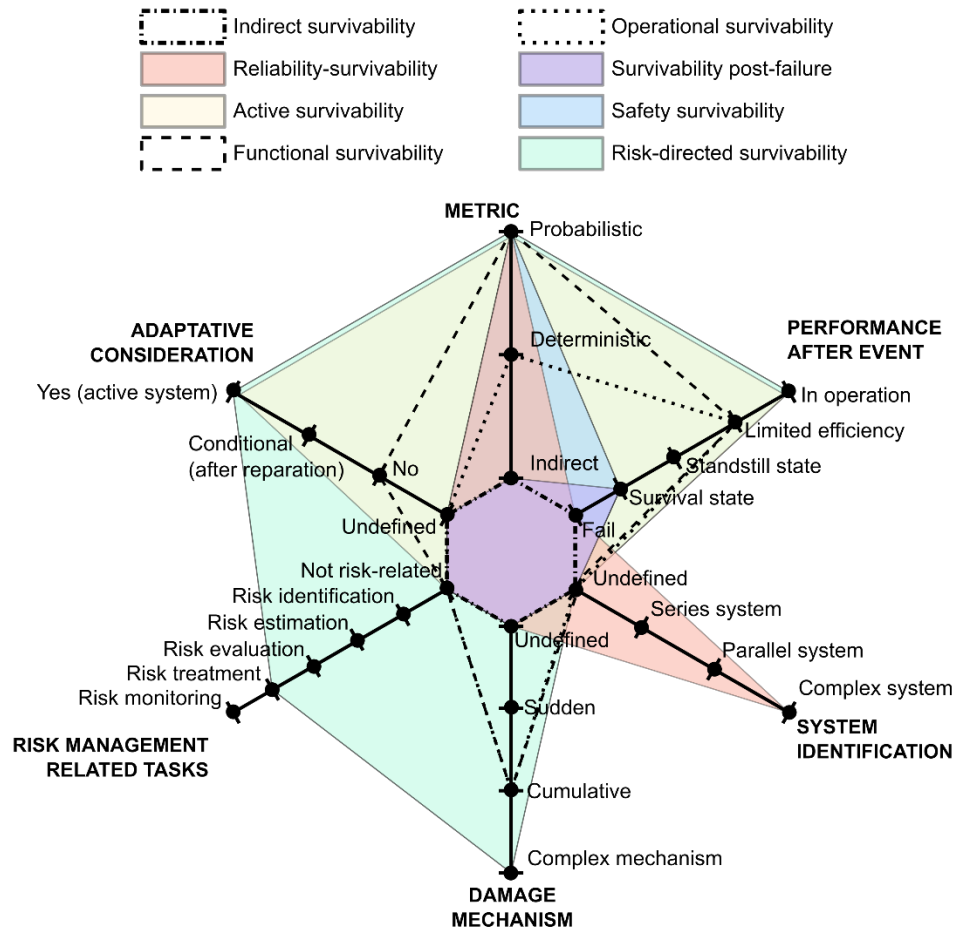 Indirect survivability
Reliability-survivability
Active survivability
Functional survivability
Operational survivability
Survivability post-failure
Safety survivability
Risk-directed survivability
METRIC
Probabilistic
Deterministic
Indirect
ADAPTATIVE
CONSIDERATION
Yes (active system)
Conditional
(after reparation)
No
Undefined
PERFORMANCE
AFTER EVENT
In operation
Limited efficiency
Standstill state
Survival state
Fail
Not risk-related
Risk identification
Risk estimation
Risk evaluation
Risk treatment
Risk monitoring
RISK MANAGEMENT
RELATED TASKS
Undefined
Series system
Parallel system
Complex system
SYSTEM
IDENTIFICATION
Undefined
Sudden
Cumulative
Complex mechanism
DAMAGE
MECHANISM